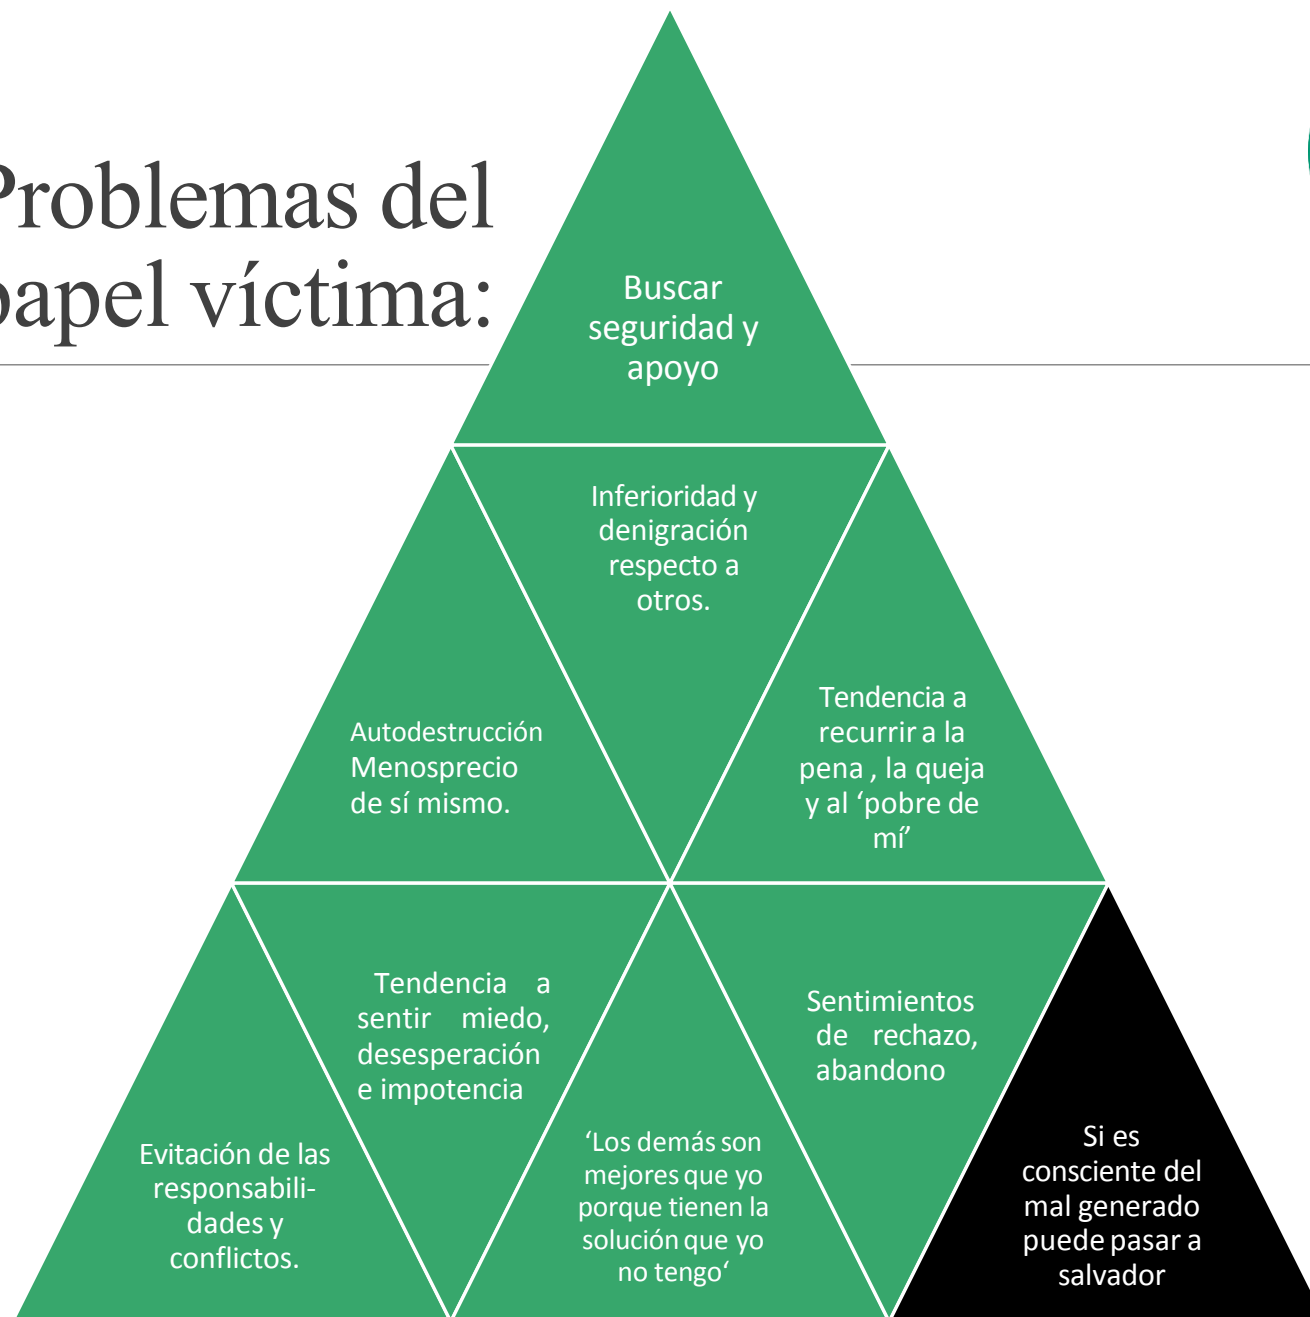 Problemas del
papel víctima:
Buscar
seguridad y
apoyo
Inferioridad y
denigración
respecto a
otros.
Autodestrucción
Menosprecio
de sí mismo.
Tendencia a
recurrir a la
pena , la queja
y al ‘pobre de
mí’
Tendencia a
sentir miedo,
desesperación
e impotencia
Sentimientos
de rechazo,
abandono
Evitación de las
responsabili-
dades y
conflictos.
‘Los demás son
mejores que yo
porque tienen la
solución que yo
no tengo‘
Si es
consciente del
mal generado
puede pasar a
salvador